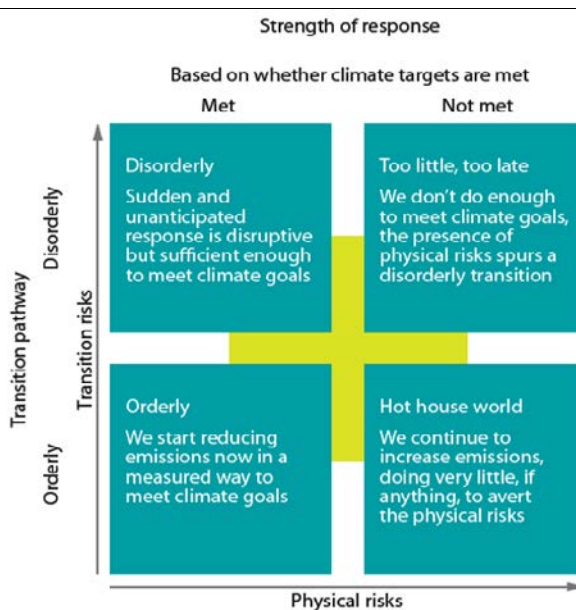 Strength of response
Based on whether climate targets are met
Met
Not met
Transition pathway
Disorderly
Orderly
Transition risks
Disorderly
Sudden and
unanticipated
response is disruptive
but sufficient enough
to meet climate goals
Too little, too late
We don't do enough
to meet climate goals,
the presence of
physical risks spurs a
disorderly transition
Orderly
We start reducing
emissions now in a
measured way to
meet climate goals
Hot house world
We continue to
increase emissions,
doing very little, if
anything, to avert
the physical risks
Physical risks